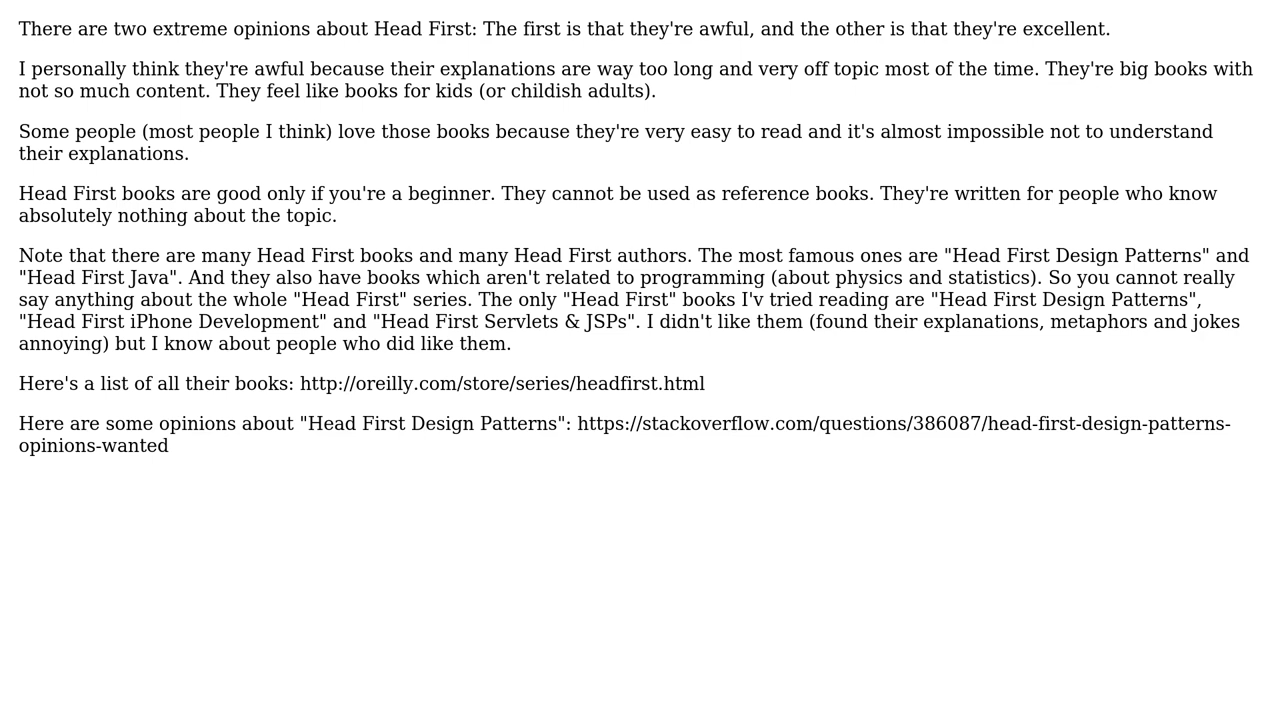 There are two extreme opinions about Head First: The first is that they're awful, and the other is that they're excellent.
I personally think they're awful because their explanations are way too long and very off topic most of the time. They're big books with
not so much content. They feel like books for kids (or childish adults).
Some people (most people I think) love those books because they're very easy to read and it's almost impossible not to understand
their explanations.
Head First books are good only if you're a beginner. They cannot be used as reference books. They're written for people who know
absolutely nothing about the topic.
Note that there are many Head First books and many Head First authors. The most famous ones are "Head First Design Patterns" and
"Head First Java". And they also have books which aren't related to programming (about physics and statistics). So you cannot really
say anything about the whole "Head First" series. The only "Head First" books I'v tried reading are "Head First Design Patterns",
"Head First iPhone Development" and "Head First Servlets & JSPs". I didn't like them (found their explanations, metaphors and jokes
annoying) but I know about people who did like them.
Here's a list of all their books: http://oreilly.com/store/series/headfirst.html
Here are some opinions about "Head First Design Patterns": https://stackoverflow.com/questions/386087/head-first-design-patterns-
opinions-wanted